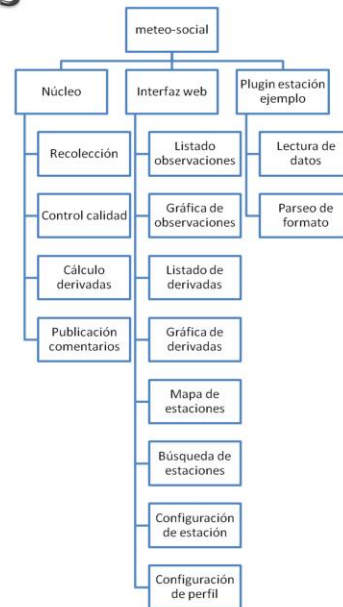 meteo-social
Núcleo
Interfaz web
Plugin estación
ejemplo
Recolección
Control calidad
Cálculo
derivadas
Publicación
comentarios
Listado
observaciones
Gráfica de
observaciones
Listado de
derivadas
Gráfica de
derivadas
Mapa de
estaciones
Búsqueda de
estaciones
Configuración
de estación
Configuración
de perfil
Lectura de
datos
Parseo de
formato